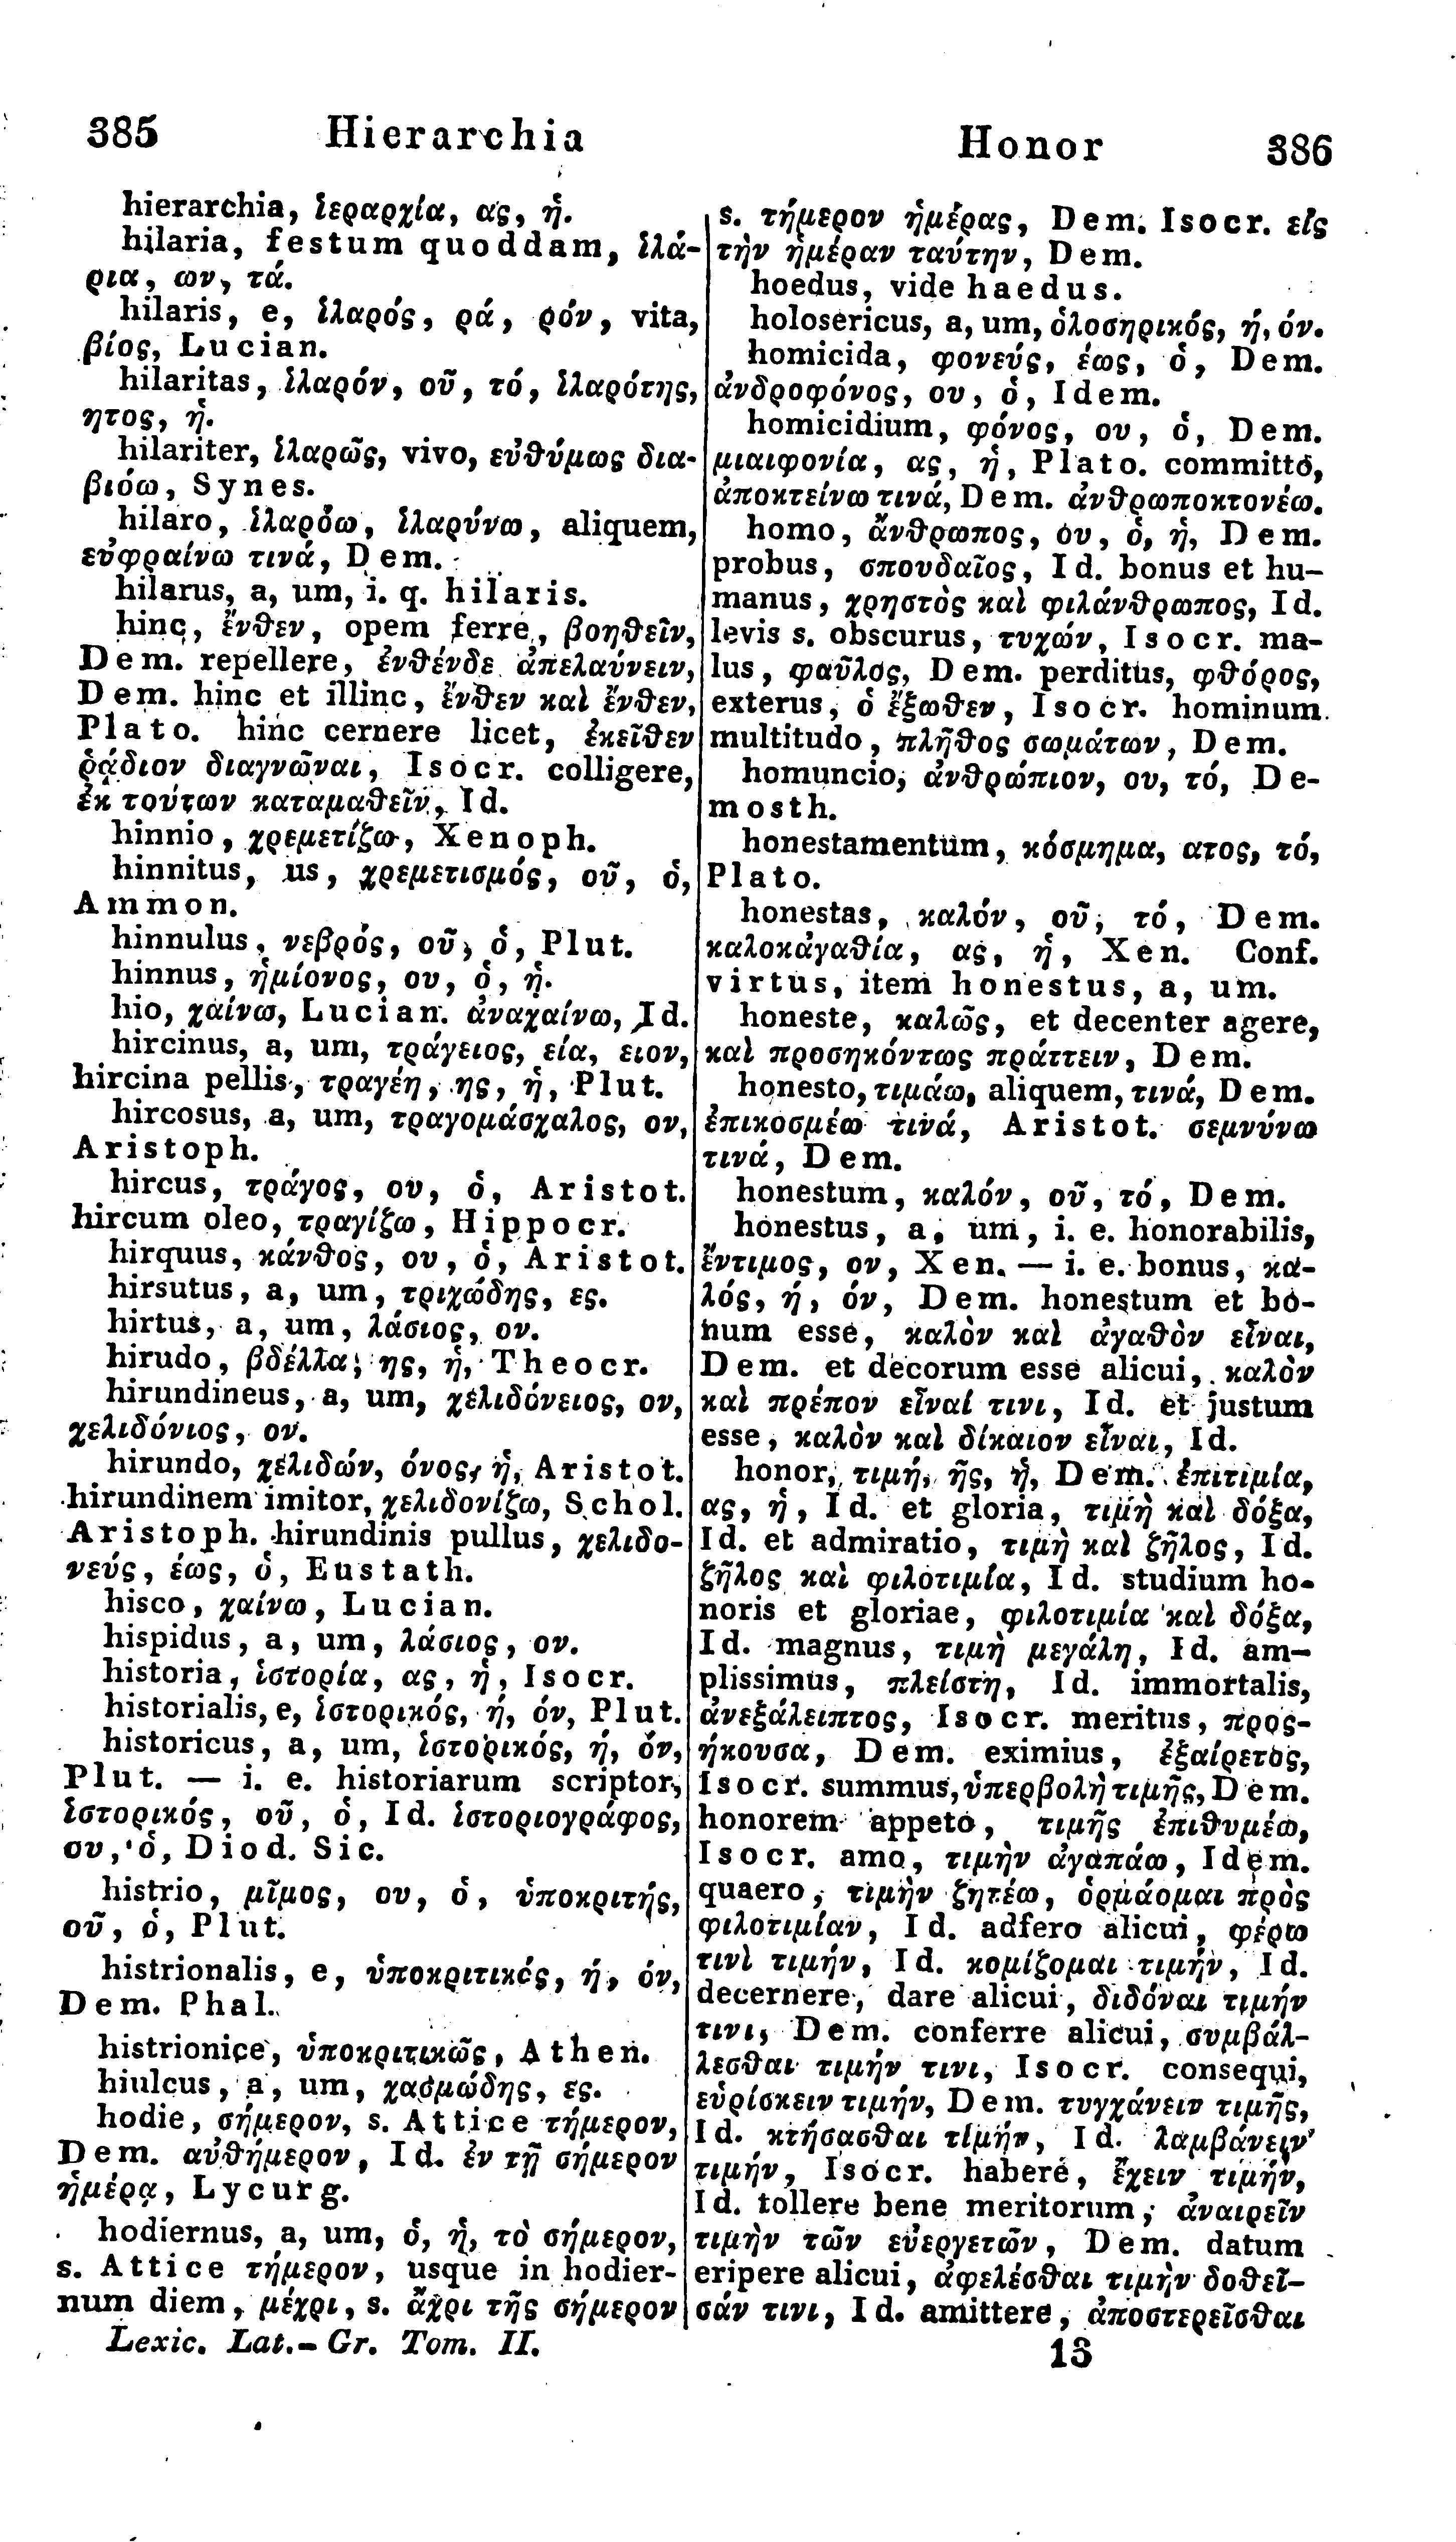 385 Hierarchia
hierarchia, ἱεραρχία, ας, ἡ.
hilaria, festum quoddam, ἱλά-
ρια, ων, τά.
hilaris, e, ἱλαρός, ρά, ρόν, vita,
βίος, Lucian.
hilaritas, ἱλαρόν, οῦ, τό, ἱλαρότης,
ητος, ἡ.
hilariter, ἱλαρῶς, vivo, εὐθύμως δια-
βιόω, Synes.
hilaro, ἱλαρόω, ἱλαρύνω, aliquem,
εὐφραίνω τινά, Dem.
hilarus, a, um, i. q. hilaris.
hinc, ἔνθεν, opem ferre, βοηθεῖν,
Dem. repellere, ἐνθένδε ἀπελαύνειν,
Dem. hinc et illinc, ἔνθεν καὶ ἔνθεν,
Plato. hinc cernere licet, ἐκεῖθεν
ῥᾴδιον διαγνῶναι, Isocr. colligere,
ἐκ τούτων καταμαθεῖν, Id.
hinnio, χρεμετίζω, Xenoph.
hinnitus, us, χρεμετισμός, οῦ, ὁ,
Ammon.
hinnulus, νεβρός, οῦ, ὁ, Plut.
hinnus, ἡμίονος, ου, ὁ, ἡ.
hio, χαίνω, Lucian. ἀναχαίνω, Id.
hircinus, a, um, τράγειος, εία, ειον,
hircina pellis, τραγέη, ης, ἡ, Plut.
hircosus, a, um, τραγομάσχαλος, ον,
Aristoph.
hircus, τράγος, ου, ὁ, Aristot.
hircum oleo, τραγίζω, Hippocr.
hirquus, κάνθος, ου, ὁ, Aristot.
hirsutus, a, um, τριχώδης, ες.
hirtus, a, um, λάσιος, ον.
hirudo, βδέλλα, ης, ἡ, Theocr.
hirundineus, a, um, χελιδόνειος, ον,
χελιδόνιος, ον.
hirundo, χελιδών, όνος, ἡ, Aristot.
hirundinem imitor, χελιδονίζω, Schol.
Aristoph. hirundinis pullus, χελιδο-
νεύς, έως, ὁ, Eustath.
hisco, χαίνω, Lucian.
hispidus, a, um, λάσιος, ον.
historia, ἱστορία, ας, ἡ, Isocr.
historialis, e, ἱστορικός, ή, όν, Plut.
historicus, a, um, ἱστορικός, ή, όν,
Plut. — i. e. historiarum scriptor,
ἱστορικός, οῦ, ὁ, Id. ἱστοριογράφος,
ου, ὁ, Diod. Sic.
histrio, μῖμος, ου, ὁ, ὑποκριτής,
οῦ, ὁ, Plut.
histrionalis, e, ὑποκριτικός, ή, όν,
Dem. Phal.
histrionice, ὑποκριτικῶς, Athen.
hiulcus, a, um, χασμώδης, ες.
hodie, σήμερον, s. Attice τήμερον,
Dem. αὐθήμερον, Id. ἐν τῇ σήμερον
ἡμέρᾳ, Lycurg.
hodiernus, a, um, ὁ, ἡ, τὸ σήμερον,
s. Attice τήμερον, usque in hodier-
num diem, μέχρι, s. ἄχρι τῆς σήμερον
Lexic. Lat.-Gr. Tom. II.
Honor 386
s. τήμερον ἡμέρας, Dem. Isocr. εἰς
τὴν ἡμέραν ταύτην, Dem.
hoedus, vide haedus.
holosericus, a, um, ὁλοσηρικός, ή, όν.
homicida, φονεύς, έως, ὁ, Dem.
ἀνδροφόνος, ου, ὁ, Idem.
homicidium, φόνος, ου, ὁ, Dem.
μιαιφονία, ας, ἡ, Plato. committo,
ἀποκτείνω τινά, Dem. ἀνθρωποκτονέω.
homo, ἄνθρωπος, ου, ὁ, ἡ, Dem.
probus, σπουδαῖος, Id. bonus et hu-
manus, χρηστὸς καὶ φιλάνθρωπος, Id.
levis s. obscurus, τυχών, Isocr. ma-
lus, φαῦλος, Dem. perditus, φθόρος,
exterus, ὁ ἔξωθεν, Isocr. hominum
multitudo, πλῆθος σωμάτων, Dem.
homuncio, ἀνθρώπιον, ου, τό, De-
mosth.
honestamentum, κόσμημα, ατος, τό,
Plato.
honestas, καλόν, οῦ, τό, Dem.
καλοκἀγαθία, ας, ἡ, Xen. Conf.
virtus, item honestus, a, um.
honeste, καλῶς, et decenter agere,
καὶ προσηκόντως πράττειν, Dem.
honesto, τιμάω, aliquem, τινά, Dem.
ἐπικοσμέω τινά, Aristot. σεμνύνω
τινά, Dem.
honestum, καλόν, οῦ, τό, Dem.
honestus, a, um, i. e. honorabilis,
ἔντιμος, ον, Xen. — i. e. bonus, κα-
λός, ή, όν, Dem. honestum et bo-
num esse, καλὸν καὶ ἀγαθὸν εἶναι,
Dem. et decorum esse alicui, καλὸν
καὶ πρέπον εἶναί τινι, Id. et justum
esse, καλὸν καὶ δίκαιον εἶναι, Id.
honor, τιμή, ῆς, ἡ, Dem. ἐπιτιμία,
ας, ἡ, Id. et gloria, τιμὴ καὶ δόξα,
Id. et admiratio, τιμὴ καὶ ζῆλος, Id.
ζῆλος καὶ φιλοτιμία, Id. studium ho-
noris et gloriae, φιλοτιμία καὶ δόξα,
Id. magnus, τιμὴ μεγάλη, Id. am-
plissimus, πλείστη, Id. immortalis,
ἀνεξάλειπτος, Isocr. meritus, προς-
ήκουσα, Dem. eximius, ἐξαίρετος,
Isocr. summus, ὑπερβολὴ τιμῆς, Dem.
honorem appeto, τιμῆς ἐπιθυμέω,
Isocr. amo, τιμὴν ἀγαπάω, Idem.
quaero, τιμὴν ζητέω, ὁρμάομαι πρὸς
φιλοτιμίαν, Id. adfero alicui, φέρω
τινὶ τιμήν, Id. κομίζομαι τιμήν, Id.
decernere, dare alicui, διδόναι τιμήν
τινι, Dem. conferre alicui, συμβάλ-
λεσθαι τιμήν τινι, Isocr. consequi,
εὑρίσκειν τιμήν, Dem. τυγχάνειν τιμῆς,
Id. κτήσασθαι τιμήν, Id. λαμβάνειν
τιμήν, Isocr. habere, ἔχειν τιμήν,
Id. tollere bene meritorum, ἀναιρεῖν
τιμὴν τῶν εὐεργετῶν, Dem. datum
eripere alicui, ἀφελέσθαι τιμὴν δοθεῖ-
σάν τινι, Id. amittere, ἀποστερεῖσθαι
13